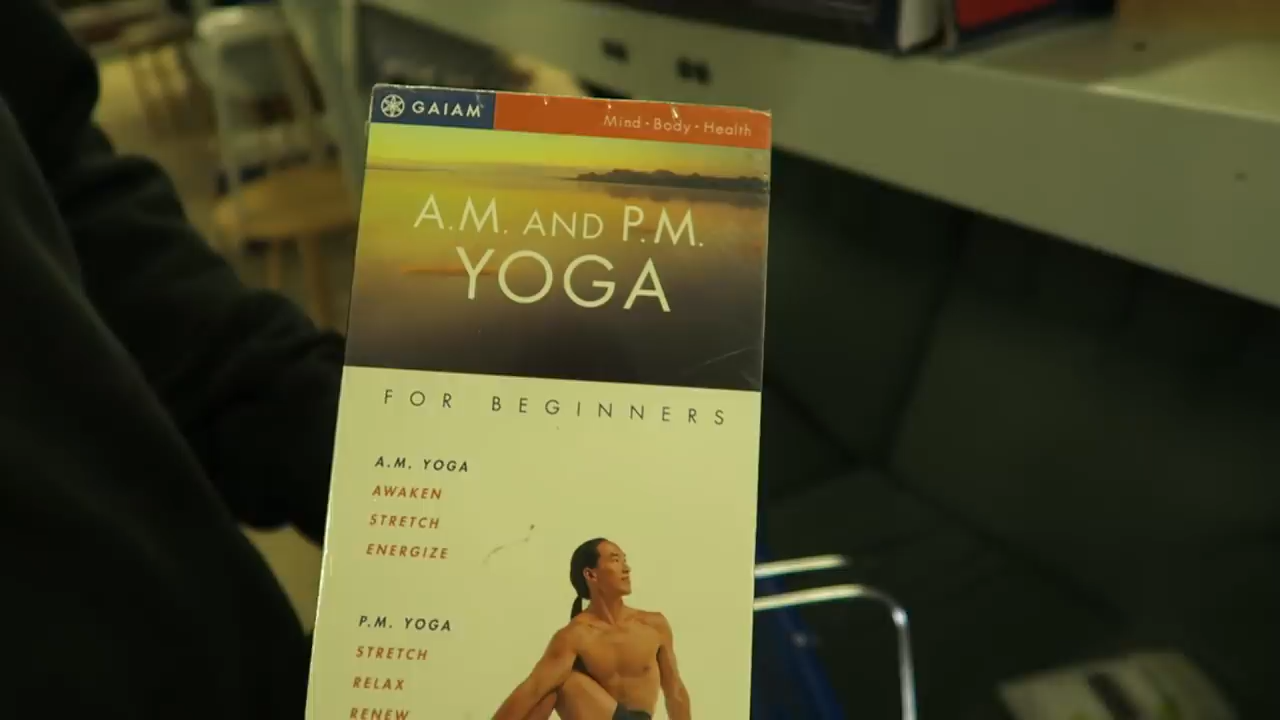 GAIAM
Mind · Body · Health
A.M. AND P.M.
YOGA
FOR BEGINNERS
A.M. YOGA
AWAKEN
STRETCH
ENERGIZE
P.M. YOGA
STRETCH
RELAX
RENEW